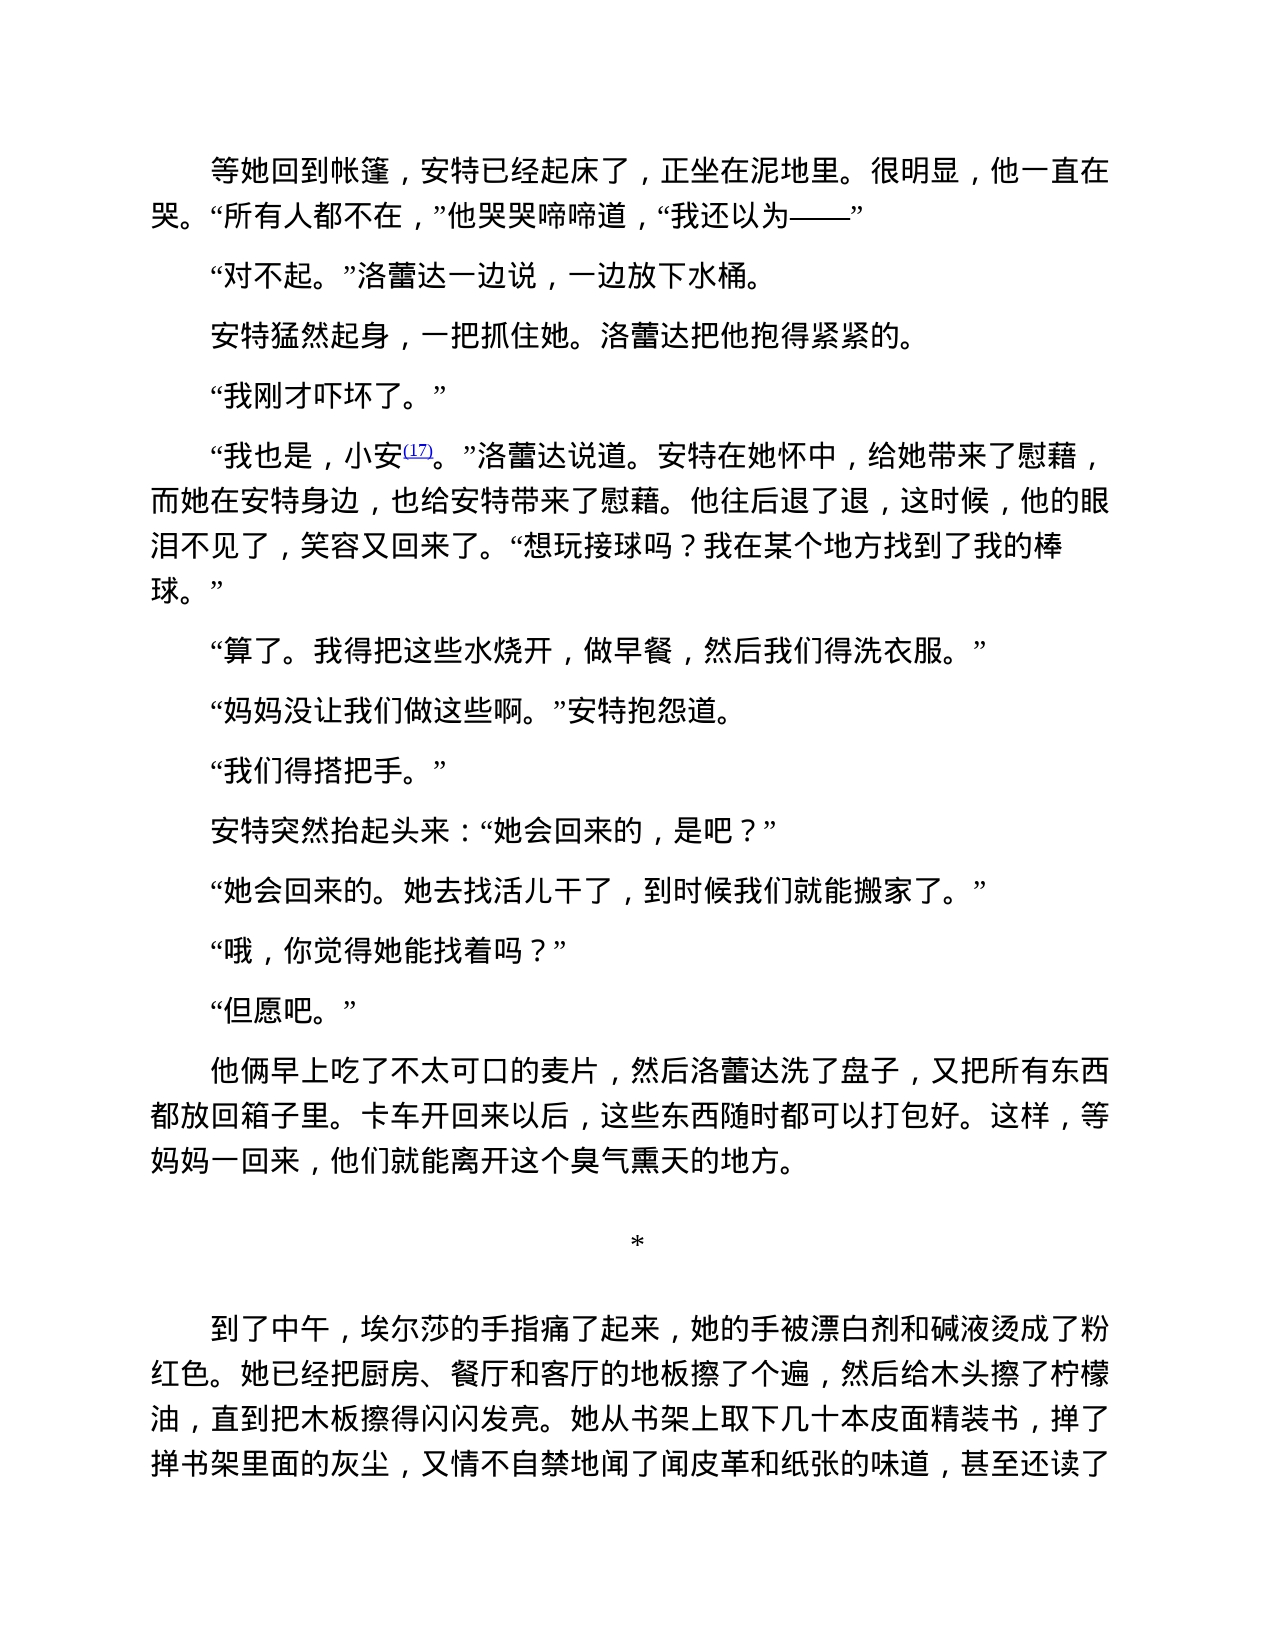 等她回到帐篷，安特已经起床了，正坐在泥地里。很明显，他一直在
哭。“所有人都不在，”他哭哭啼啼道，“我还以为——”
“对不起。”洛蕾达一边说，一边放下水桶。
安特猛然起身，一把抓住她。洛蕾达把他抱得紧紧的。
“我刚才吓坏了。”
“我也是，小安(17)。”洛蕾达说道。安特在她怀中，给她带来了慰藉，
而她在安特身边，也给安特带来了慰藉。他往后退了退，这时候，他的眼
泪不见了，笑容又回来了。“想玩接球吗？我在某个地方找到了我的棒
球。”
“算了。我得把这些水烧开，做早餐，然后我们得洗衣服。”
“妈妈没让我们做这些啊。”安特抱怨道。
“我们得搭把手。”
安特突然抬起头来：“她会回来的，是吧？”
“她会回来的。她去找活儿干了，到时候我们就能搬家了。”
“哦，你觉得她能找着吗？”
“但愿吧。”
他俩早上吃了不太可口的麦片，然后洛蕾达洗了盘子，又把所有东西
都放回箱子里。卡车开回来以后，这些东西随时都可以打包好。这样，等
妈妈一回来，他们就能离开这个臭气熏天的地方。
*
到了中午，埃尔莎的手指痛了起来，她的手被漂白剂和碱液烫成了粉
红色。她已经把厨房、餐厅和客厅的地板擦了个遍，然后给木头擦了柠檬
油，直到把木板擦得闪闪发亮。她从书架上取下几十本皮面精装书，掸了
掸书架里面的灰尘，又情不自禁地闻了闻皮革和纸张的味道，甚至还读了